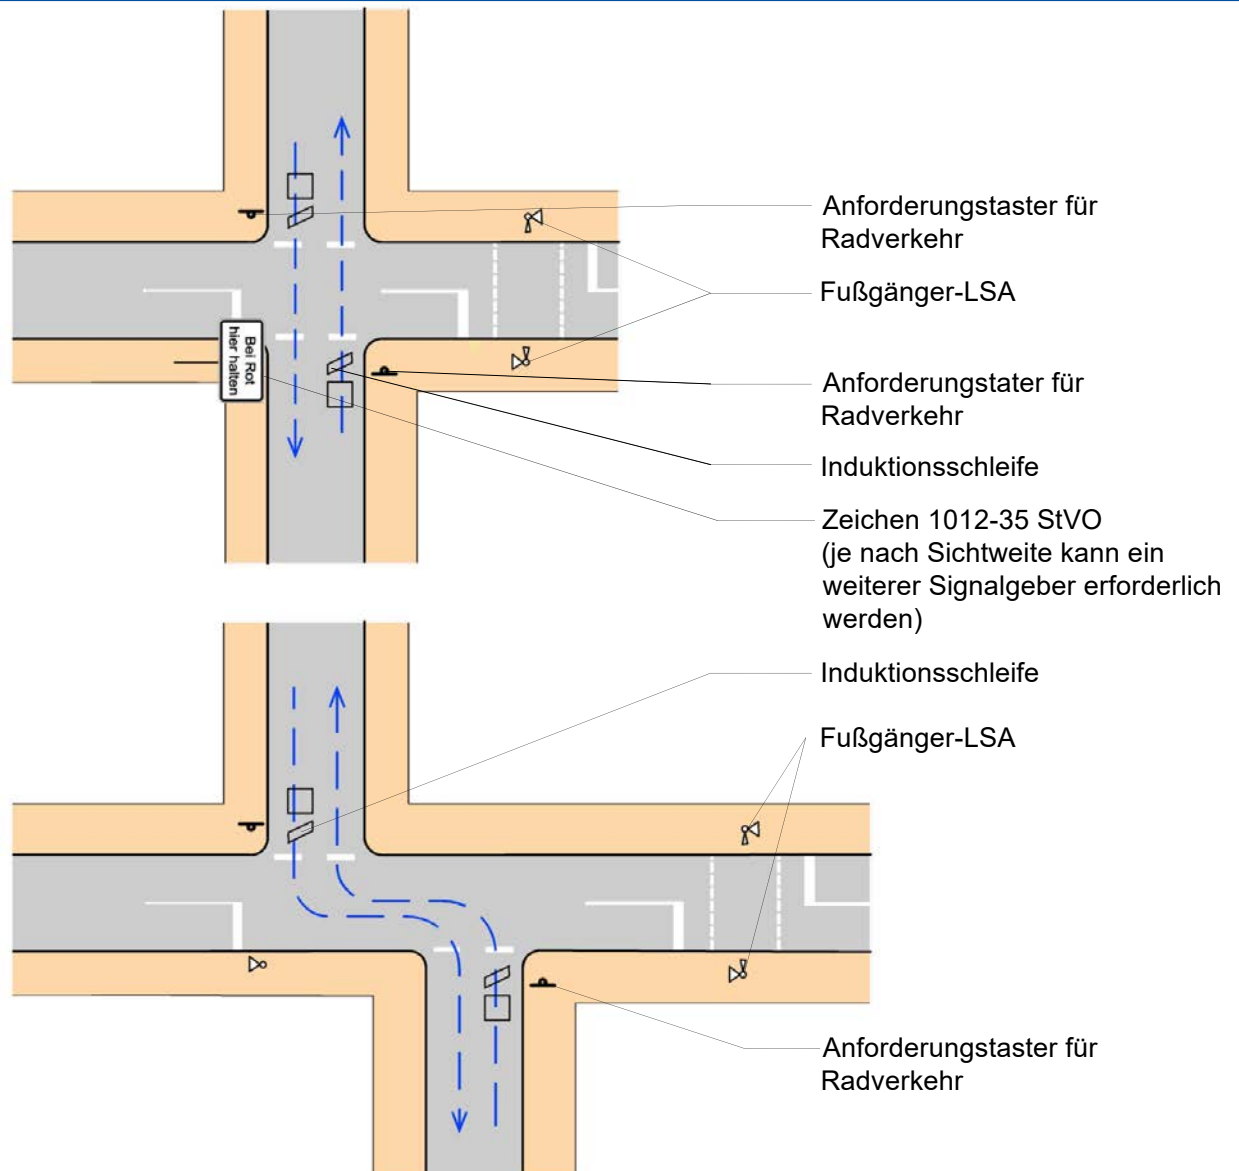 Anforderungstaster für
Radverkehr
Fußgänger-LSA
Bei Rot
hier halten
Anforderungstater für
Radverkehr
Induktionsschleife
Zeichen 1012-35 StVO
(je nach Sichtweite kann ein
weiterer Signalgeber erforderlich
werden)
Induktionsschleife
Fußgänger-LSA
Anforderungstaster für
Radverkehr